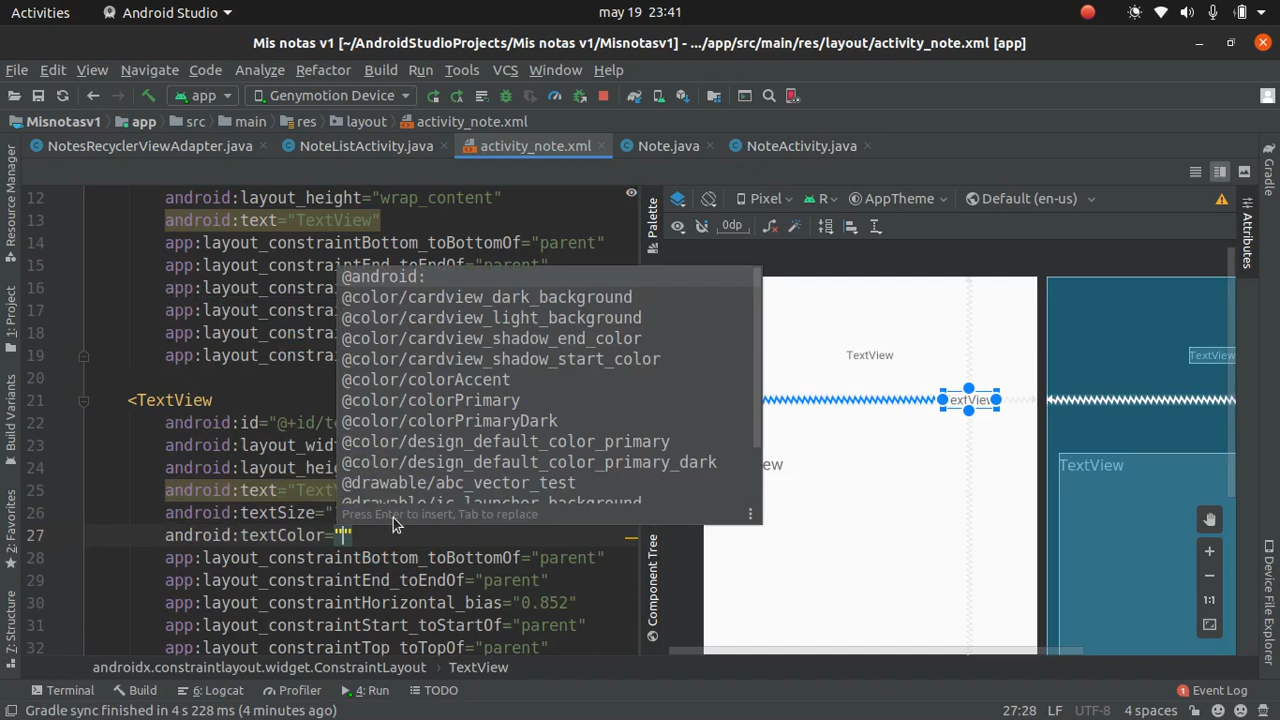 Activities Android Studio may 19 23:41
Mis notas v1 [~/AndroidStudioProjects/Mis notas v1/Misnotasv1] - .../app/src/main/res/layout/activity_note.xml [app]
File Edit View Navigate Code Analyze Refactor Build Run Tools VCS Window Help
app Genymotion Device
Misnotasv1 app src main res layout activity_note.xml
NotesRecyclerViewAdapter.java NoteListActivity.java activity_note.xml Note.java NoteActivity.java
Resource Manager
1: Project
Build Variants
2: Favorites
7: Structure
12 android:layout_height="wrap_content"
13 android:text="TextView"
14 app:layout_constraintBottom_toBottomOf="parent"
15 app:layout_constraintEnd_toEndOf="parent"
16 app:layout_constra
17 app:layout_constra
18 app:layout_constra
19 app:layout_constra
20
21 <TextView
22 android:id="@+id/t
23 android:layout_wid
24 android:layout_hei
25 android:text="TextV
26 android:textSize="
27 android:textColor=""
28 app:layout_constraintBottom_toBottomOf="parent"
29 app:layout_constraintEnd_toEndOf="parent"
30 app:layout_constraintHorizontal_bias="0.852"
31 app:layout_constraintStart_toStartOf="parent"
32 app:layout_constraintTop_toTopOf="parent"
@android:
@color/cardview_dark_background
@color/cardview_light_background
@color/cardview_shadow_end_color
@color/cardview_shadow_start_color
@color/colorAccent
@color/colorPrimary
@color/colorPrimaryDark
@color/design_default_color_primary
@color/design_default_color_primary_dark
@drawable/abc_vector_test
@drawable/ic_launcher_background
Press Enter to insert, Tab to replace
androidx.constraintlayout.widget.ConstraintLayout TextView
Palette
Component Tree
Pixel R AppTheme Default (en-us)
0dp
TextView
TextView
extView
iew
TextView
1:1
Attributes
Gradle
Device File Explorer
Terminal Build 6: Logcat Profiler 4: Run TODO 1 Event Log
Gradle sync finished in 4 s 228 ms (4 minutes ago) 27:28 LF UTF-8 4 spaces